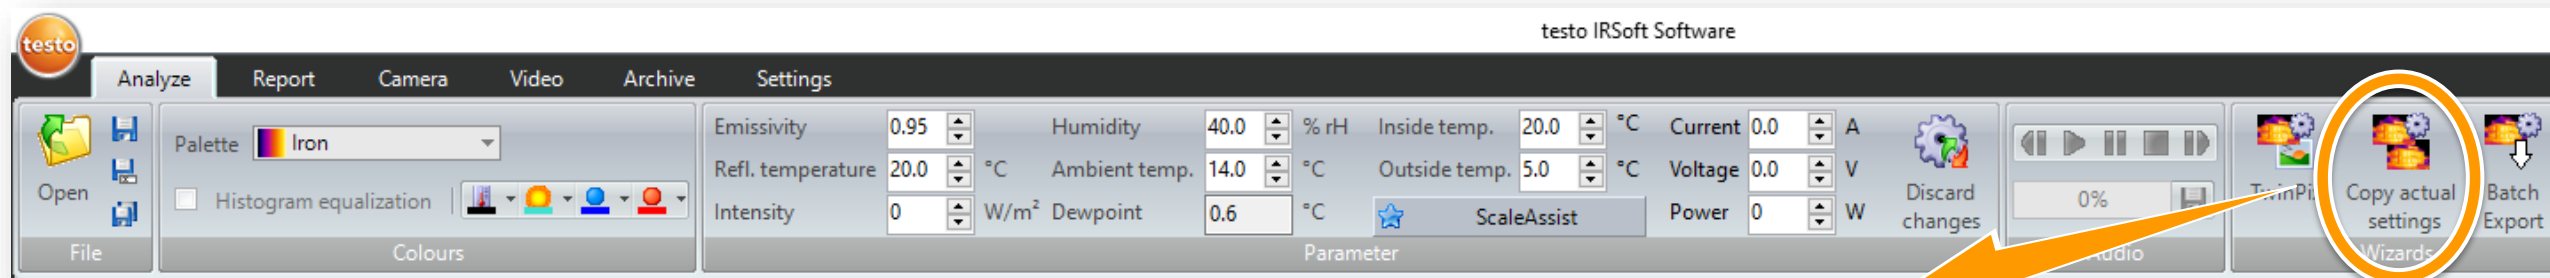 testo IRSoft Software
testo
Analyze Report Camera Video Archive Settings
Open
File
Palette Iron
Histogram equalization
Colours
Emissivity 0.95 Humidity 40.0 % rH Inside temp. 20.0 °C Current 0.0 A
Refl. temperature 20.0 °C Ambient temp. 14.0 °C Outside temp. 5.0 °C Voltage 0.0 V
Intensity 0 W/m² Dewpoint 0.6 °C ScaleAssist Power 0 W
Discard
changes
Parameter
0%
Copy actual
settings
Batch
Export
Wizards